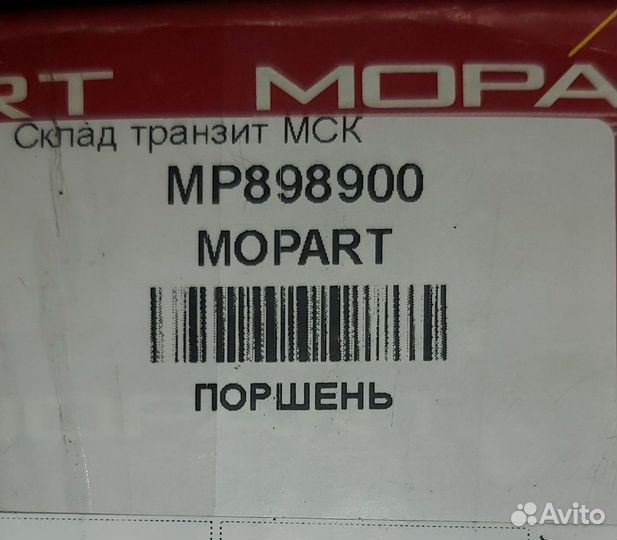 RT MOPA
Склад транзит МСК
MP898900
MOPART
ПОРШЕНЬ
Avito